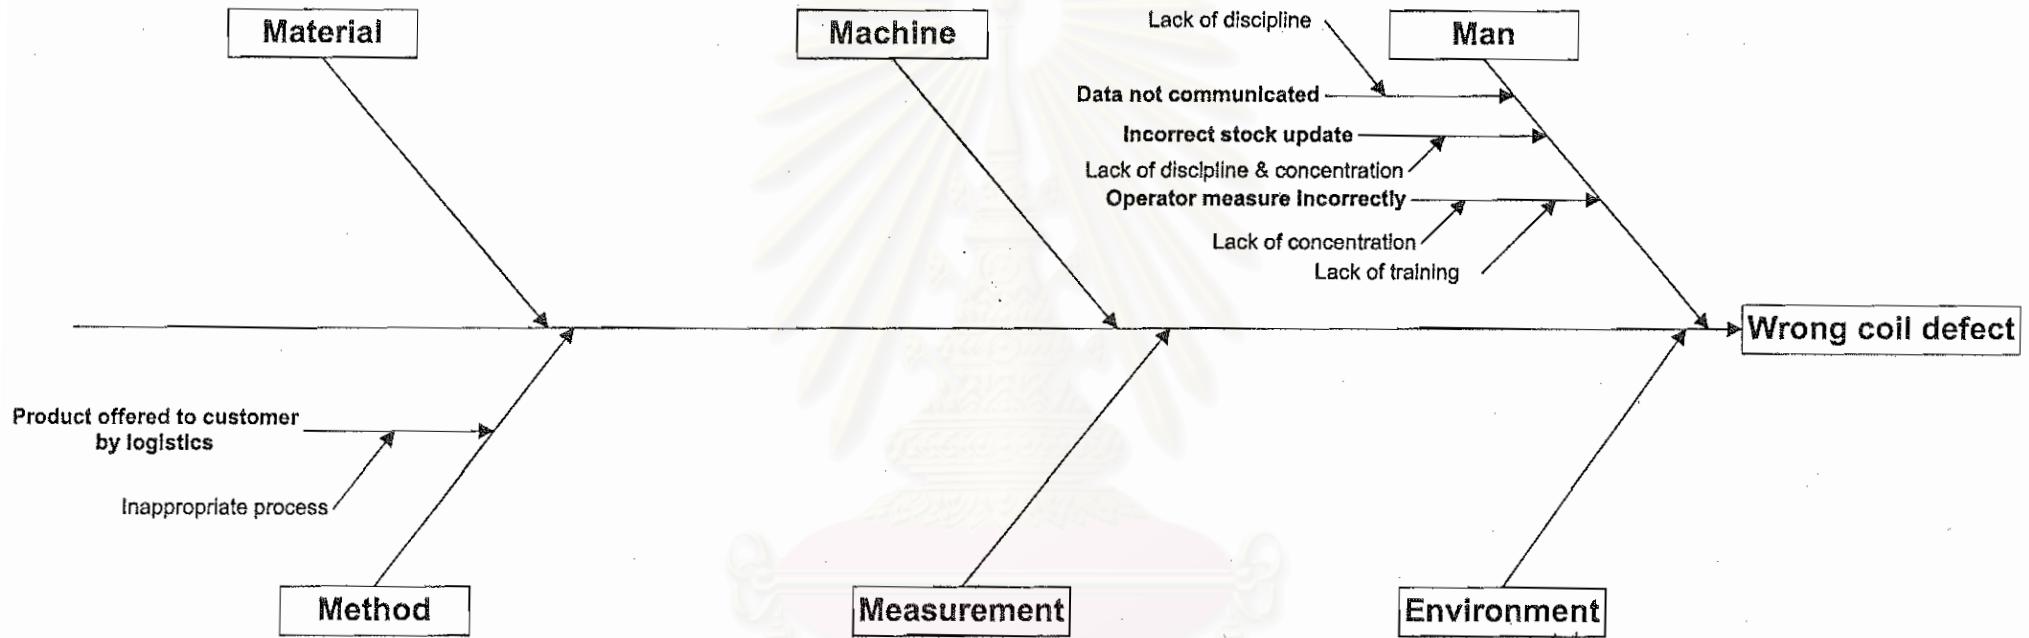 Material
Machine
Lack of discipline
Man
Data not communicated
Incorrect stock update
Lack of discipline & concentration
Operator measure incorrectly
Lack of concentration
Lack of training
Wrong coil defect
Product offered to customer
by logistics
Inappropriate process
Method
Measurement
Environment